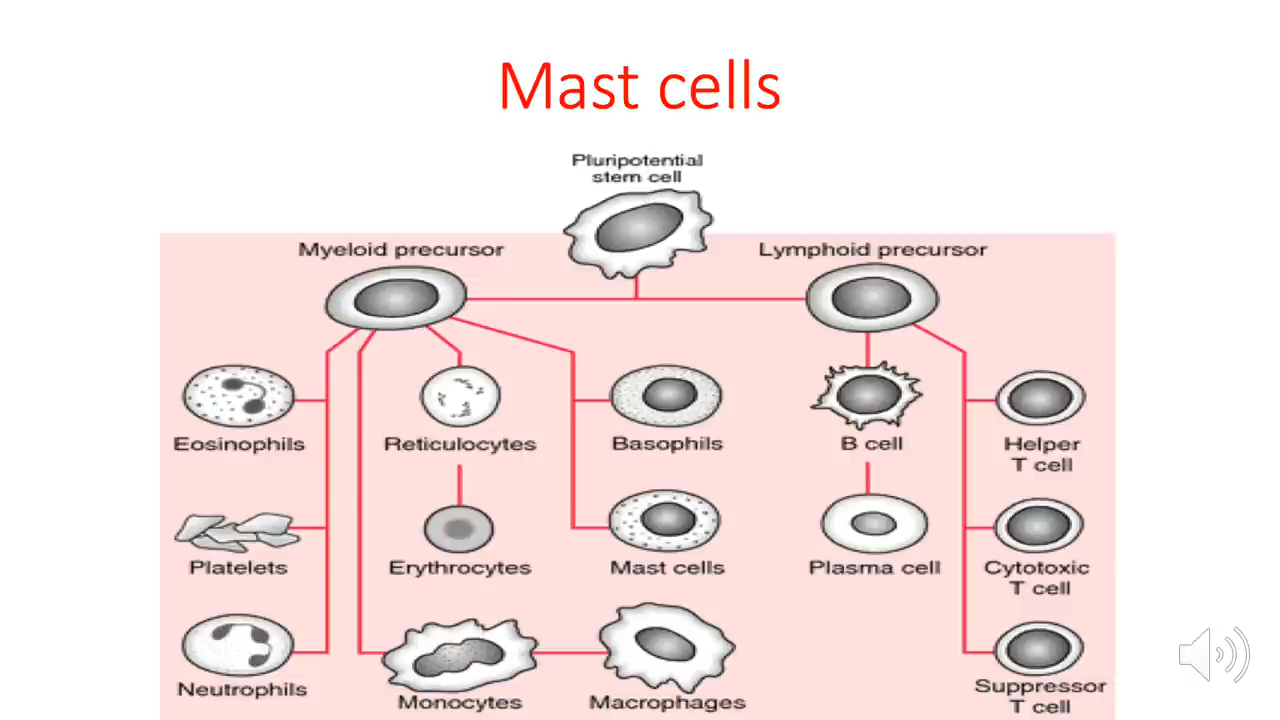 Mast cells
Pluripotential
stem cell
Myeloid precursor
Lymphoid precursor
Eosinophils
Reticulocytes
Basophils
B cell
Helper
T cell
Platelets
Erythrocytes
Mast cells
Plasma cell
Cytotoxic
T cell
Neutrophils
Monocytes
Macrophages
Suppressor
T cell